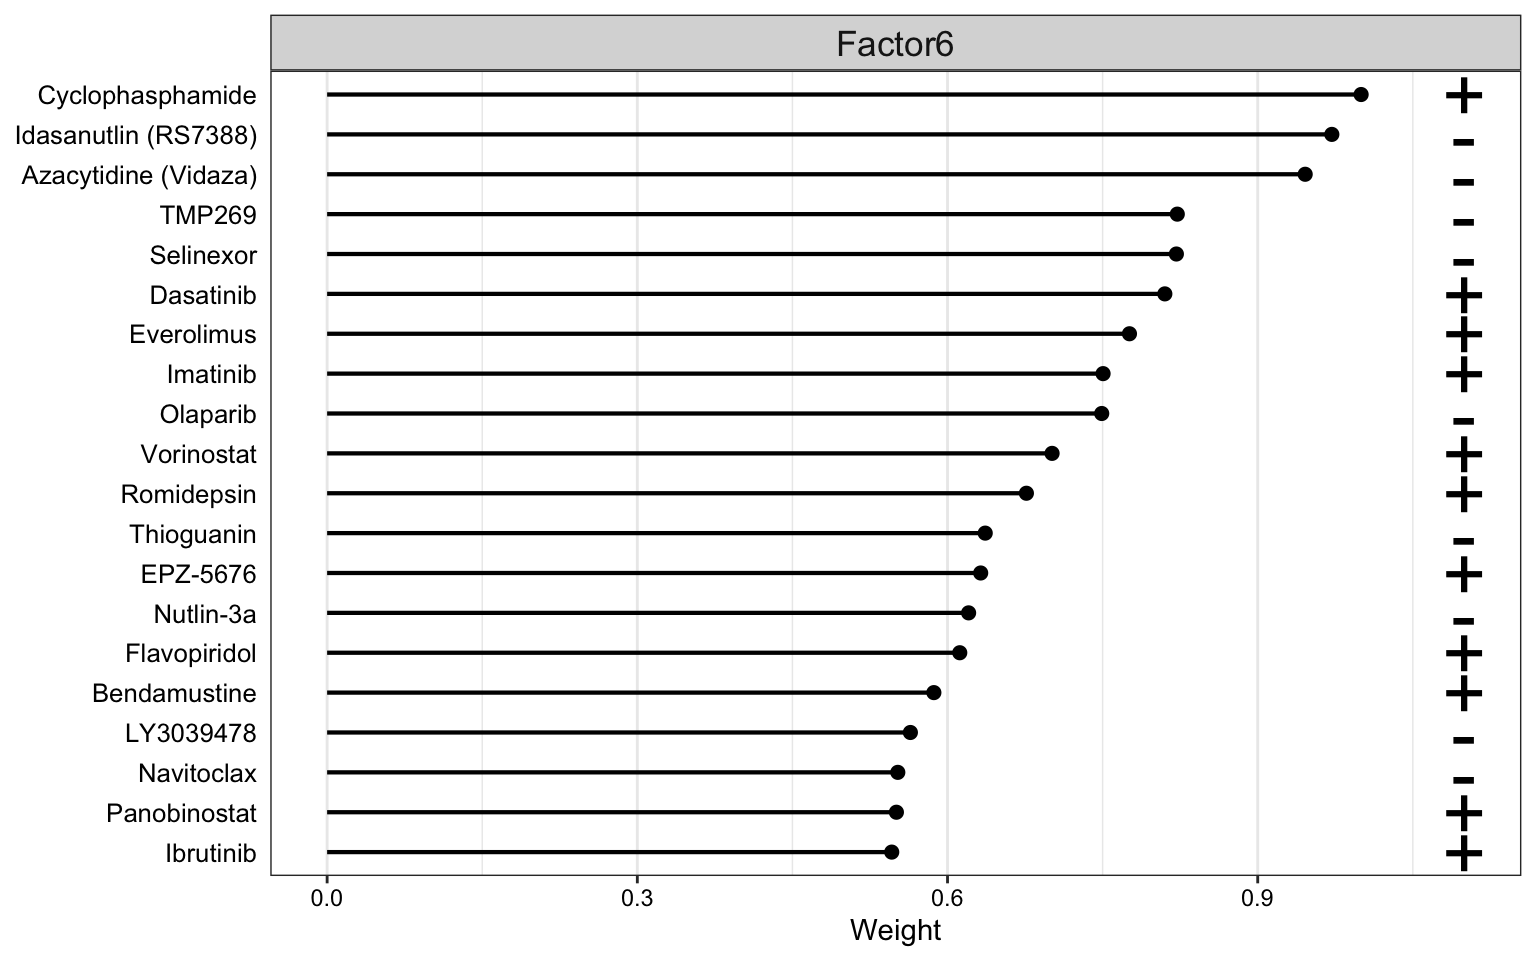 Factor6
Cyclophasphamide +
Idasanutlin (RS7388) -
Azacytidine (Vidaza) -
TMP269 -
Selinexor -
Dasatinib +
Everolimus +
Imatinib +
Olaparib -
Vorinostat +
Romidepsin +
Thioguanin -
EPZ-5676 +
Nutlin-3a -
Flavopiridol +
Bendamustine +
LY3039478 -
Navitoclax -
Panobinostat +
Ibrutinib +
0.0 0.3 0.6 0.9
Weight